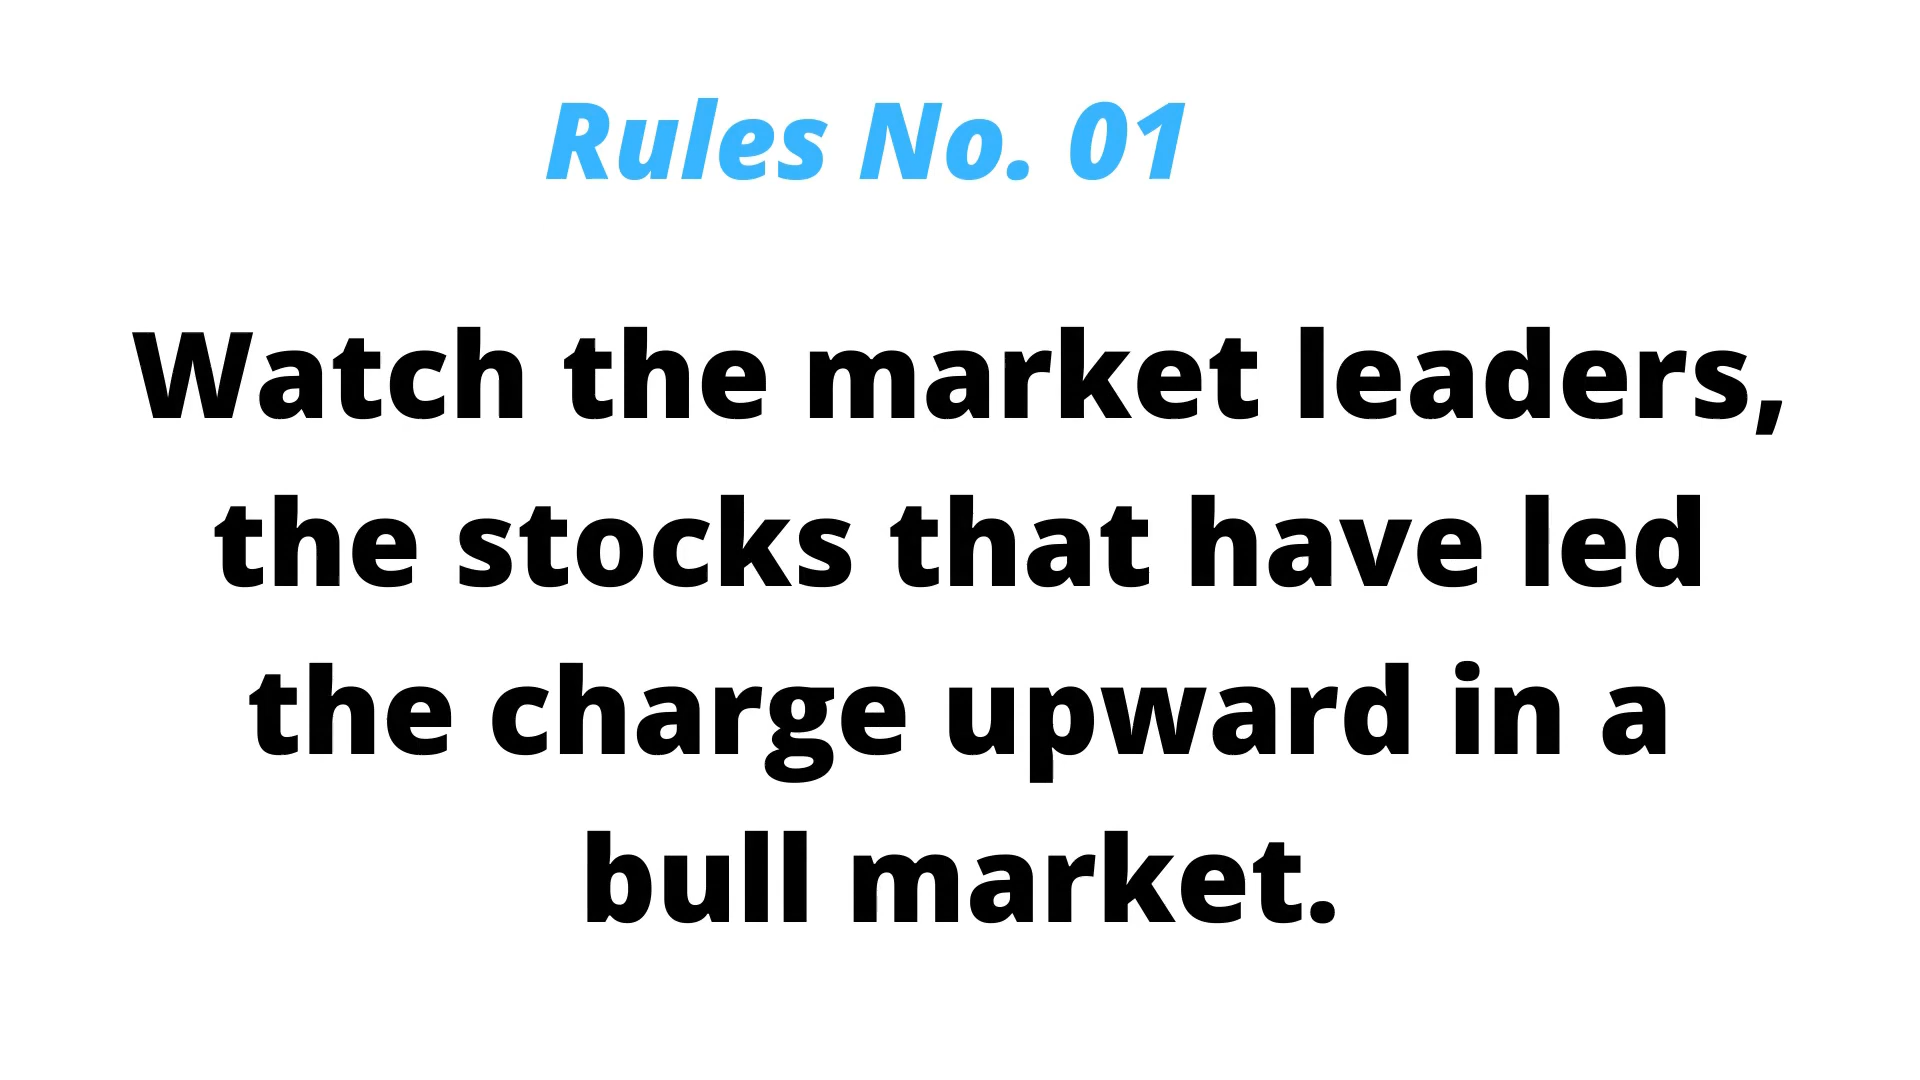 Rules No. 01
Watch the market leaders,
the stocks that have led
the charge upward in a
bull market.